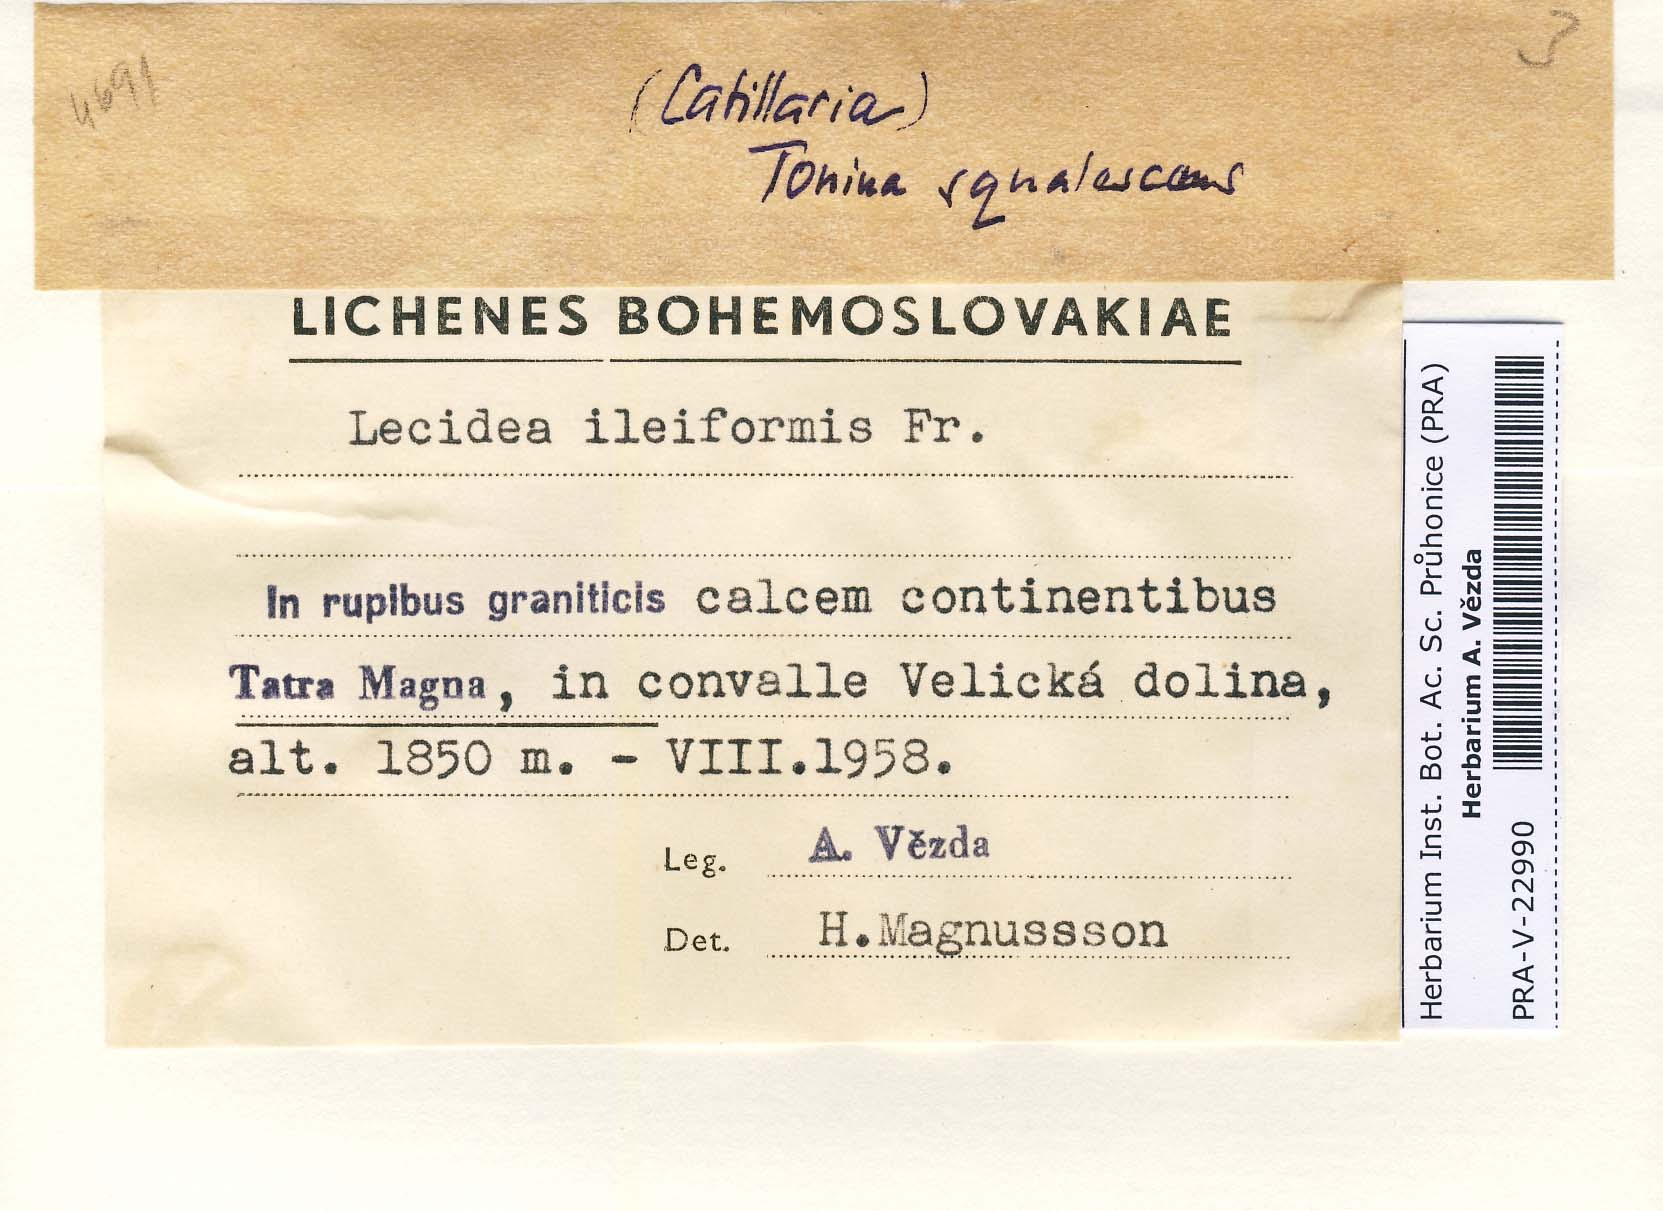 4691
(Catillaria)
Tonina squalescens
LICHENES BOHEMOSLOVAKIAE
Lecidea ileiformis Fr.
In rupibus graniticis calcem continentibus
Tatra Magna, in convalle Velická dolina,
alt. 1850 m. - VIII.1958.
Leg. A. Vězda
Det. H.Magnussson
Herbarium Inst. Bot. Ac. Sc. Průhonice (PRA)
Herbarium A. Vězda
PRA-V-22990